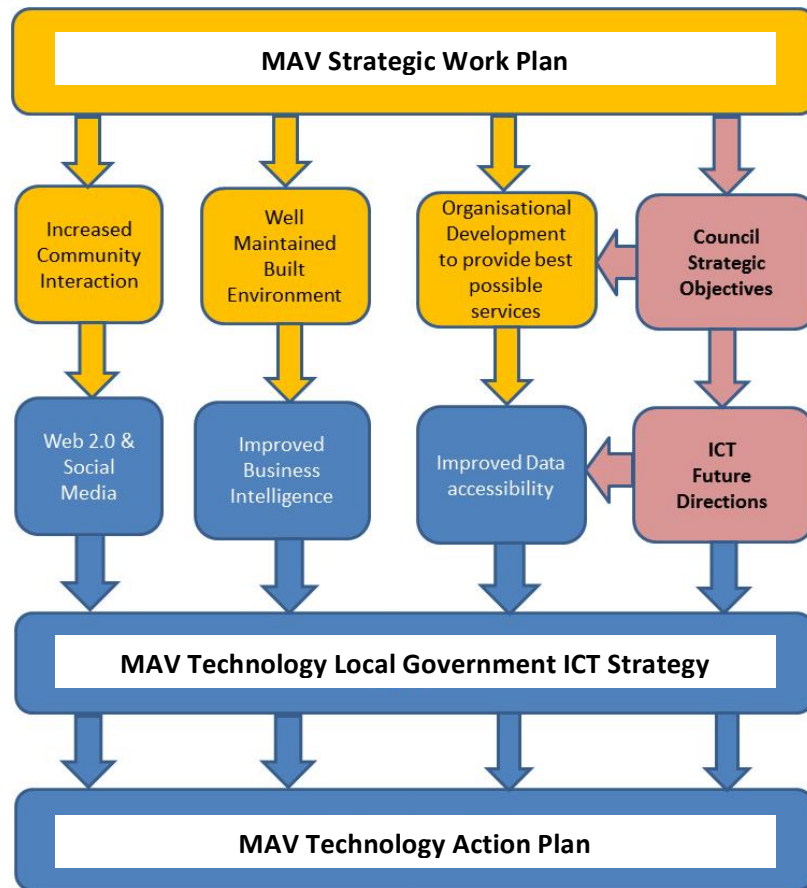 MAV Strategic Work Plan
Increased
Community
Interaction
Well
Maintained
Built
Environment
Organisational
Development
to provide best
possible
services
Council
Strategic
Objectives
Web 2.0 &
Social
Media
Improved
Business
Intelligence
Improved Data
accessibility
ICT
Future
Directions
MAV Technology Local Government ICT Strategy
MAV Technology Action Plan